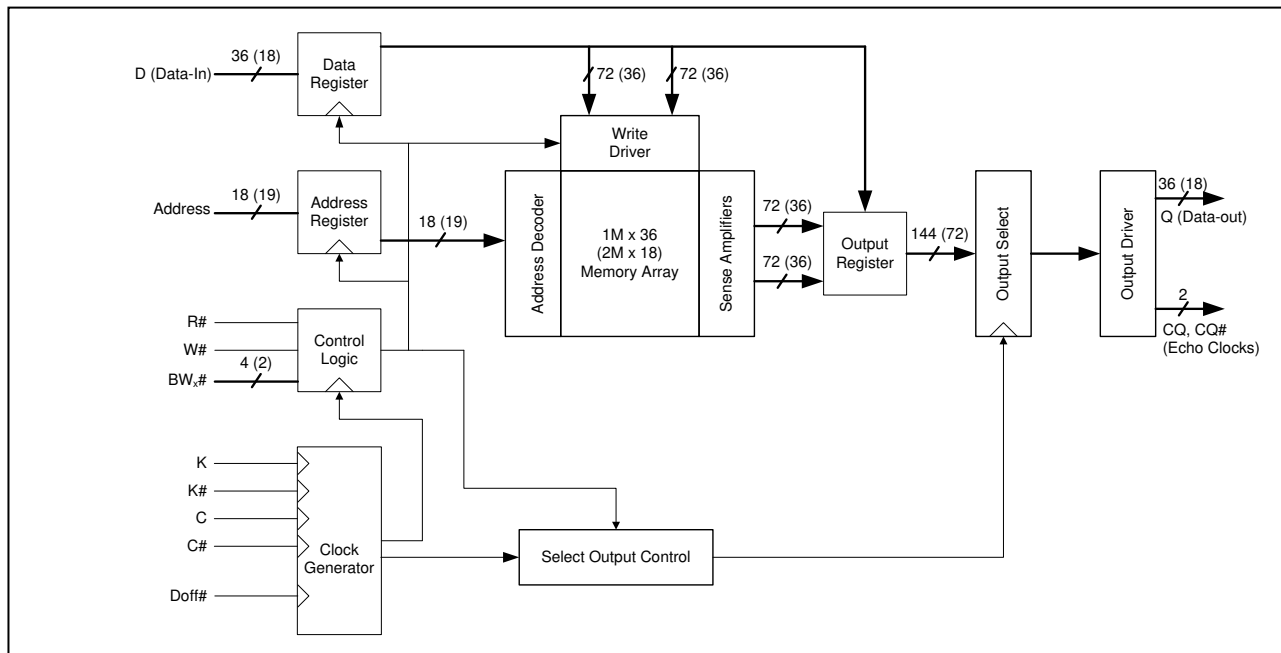 D (Data-In)
36 (18)
Data
Register
72 (36)
72 (36)
Write
Driver
Address
18 (19)
Address
Register
18 (19)
Address Decoder
1M x 36
(2M x 18)
Memory Array
Sense Amplifiers
72 (36)
72 (36)
Output
Register
144 (72)
Output Select
Output Driver
36 (18)
Q (Data-out)
2
CQ, CQ#
(Echo Clocks)
R#
W#
4 (2)
BWₓ#
Control
Logic
K
K#
C
C#
Doff#
Clock
Generator
Select Output Control